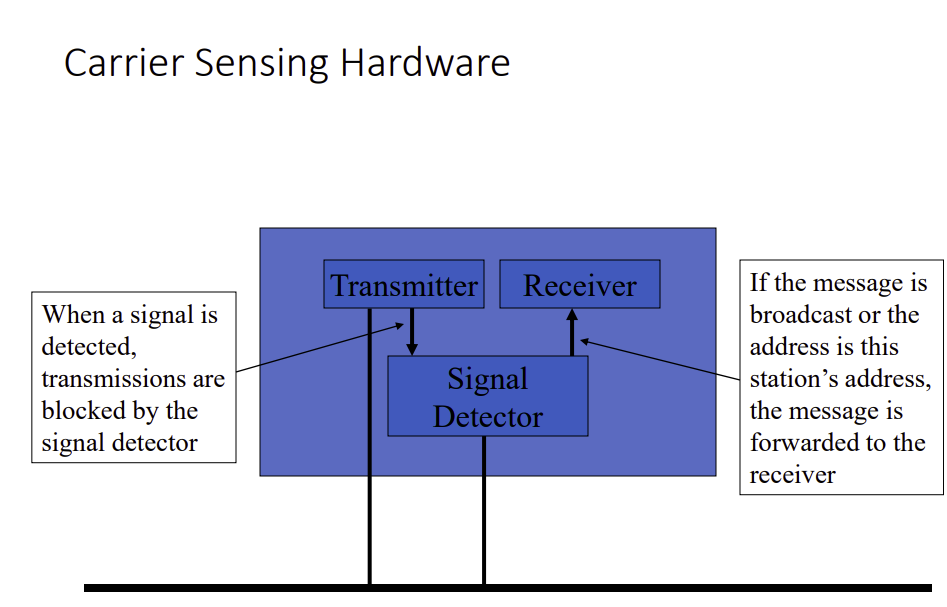 Carrier Sensing Hardware
Transmitter
Receiver
When a signal is
detected,
transmissions are
blocked by the
signal detector
Signal
Detector
If the message is
broadcast or the
address is this
station’s address,
the message is
forwarded to the
receiver